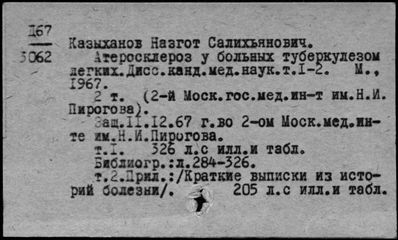 Д67
5062
Казыханов Назгот Салихъянович.
Атеросклероз у больных туберкулезом
легких.Дисс.канд.мед.наук.т.1-2. М.,
1967.
2 т. (2-й Моск.гос.мед.ин-т им.Н.И.
Пирогова).
Защ.11.12.67 г.во 2-ом Моск.мед.ин-
те им.Н.И.Пирогова.
т.1. 326 л.с илл.и табл.
Библиогр.:л.284-326.
т.2.Прил.:/Краткие выписки из исто-
рий болезни/. 205 л.с илл.и табл.